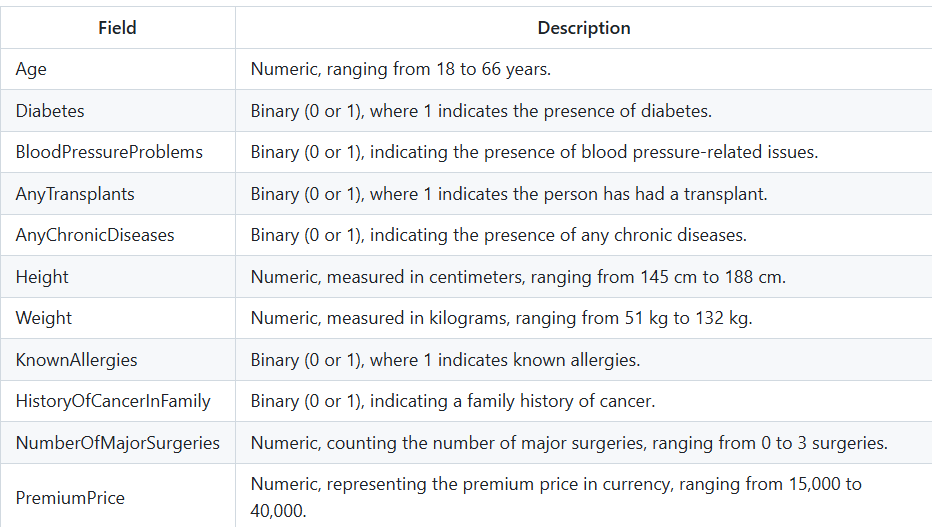 Field Description
Age Numeric, ranging from 18 to 66 years.
Diabetes Binary (0 or 1), where 1 indicates the presence of diabetes.
BloodPressureProblems Binary (0 or 1), indicating the presence of blood pressure-related issues.
AnyTransplants Binary (0 or 1), where 1 indicates the person has had a transplant.
AnyChronicDiseases Binary (0 or 1), indicating the presence of any chronic diseases.
Height Numeric, measured in centimeters, ranging from 145 cm to 188 cm.
Weight Numeric, measured in kilograms, ranging from 51 kg to 132 kg.
KnownAllergies Binary (0 or 1), where 1 indicates known allergies.
HistoryOfCancerInFamily Binary (0 or 1), indicating a family history of cancer.
NumberOfMajorSurgeries Numeric, counting the number of major surgeries, ranging from 0 to 3 surgeries.
PremiumPrice Numeric, representing the premium price in currency, ranging from 15,000 to
40,000.